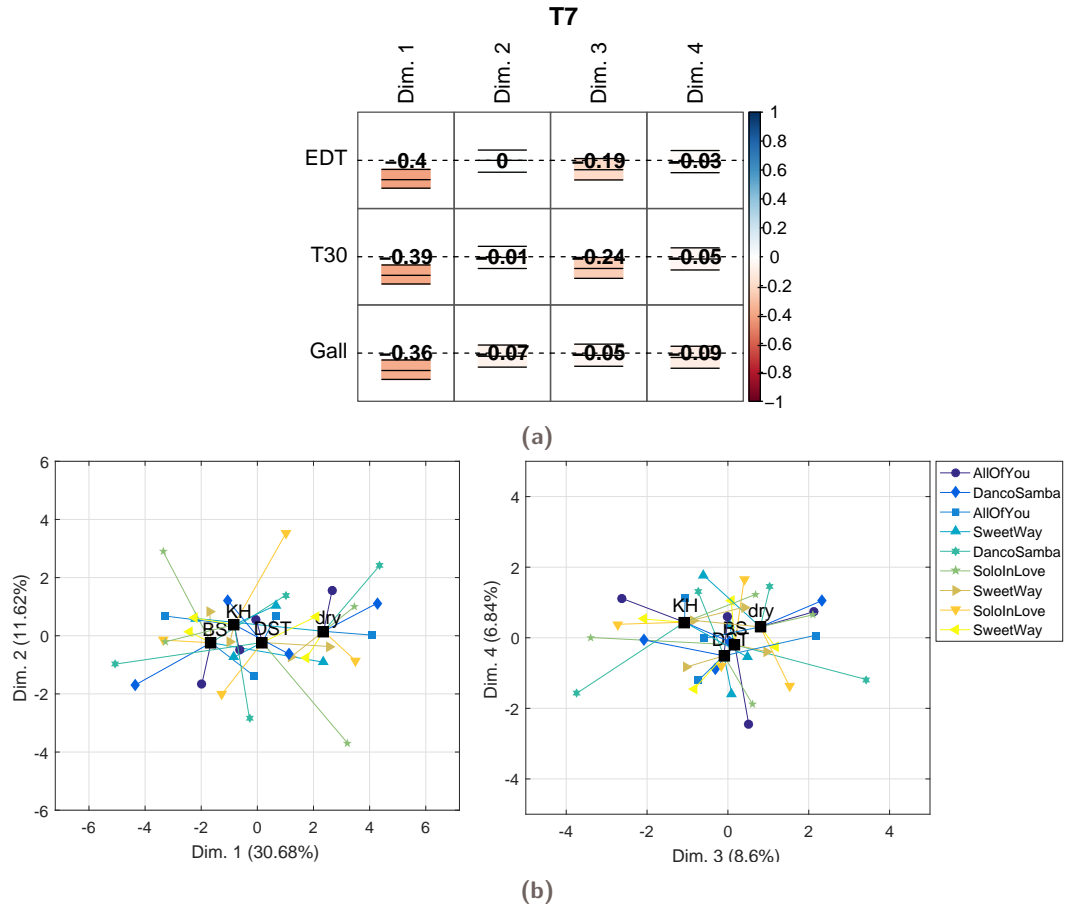 T7
Dim. 1 Dim. 2 Dim. 3 Dim. 4
EDT −0.4 0 −0.19 −0.03
T30 −0.39 −0.01 −0.24 −0.05
Gall −0.36 −0.07 −0.05 −0.09
1
0.8
0.6
0.4
0.2
0
−0.2
−0.4
−0.6
−0.8
−1
(a)
6
4
2
0
-2
-4
-6
Dim. 2 (11.62%)
KH
BS
DST
dry
-6 -4 -2 0 2 4 6
Dim. 1 (30.68%)
4
2
0
-2
-4
Dim. 4 (6.84%)
KH
BS
DST
dry
-4 -2 0 2 4
Dim. 3 (8.6%)
AllOfYou
DancoSamba
AllOfYou
SweetWay
DancoSamba
SoloInLove
SweetWay
SoloInLove
SweetWay
(b)